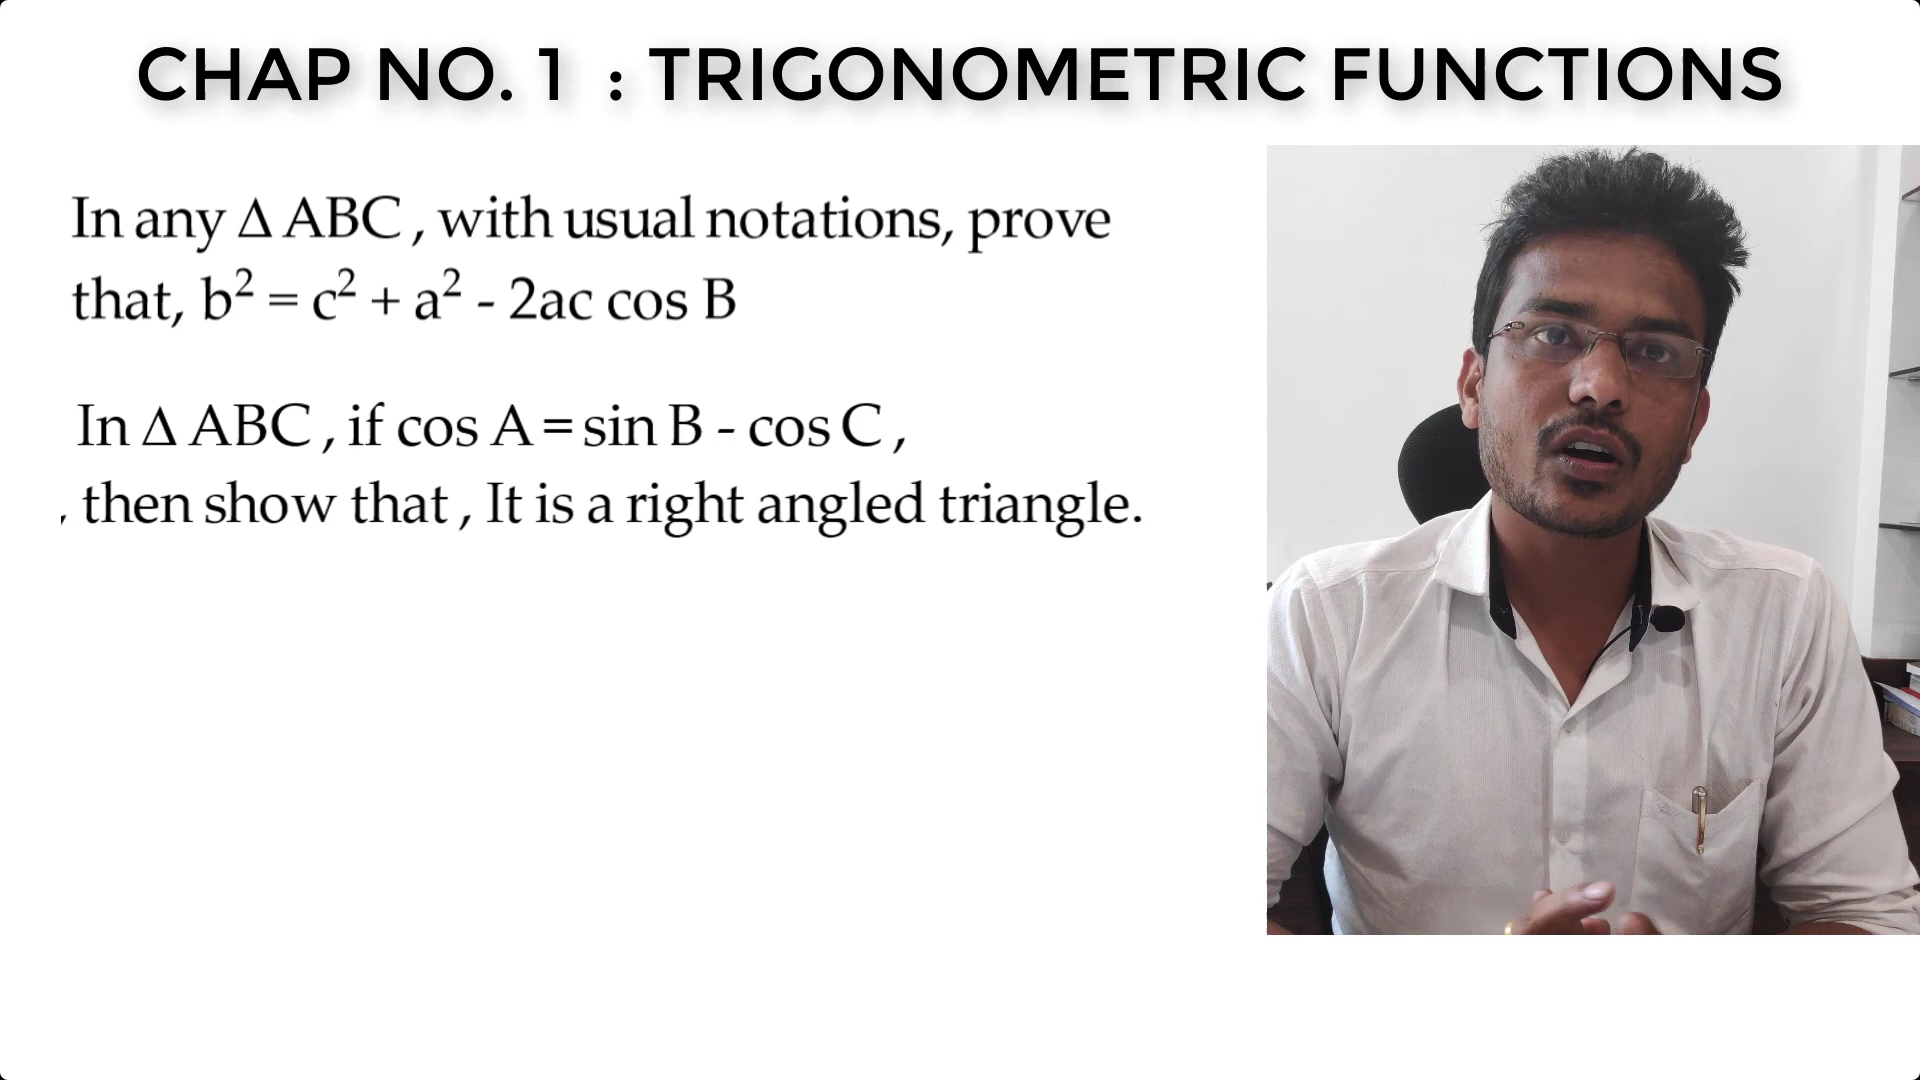 CHAP NO. 1 : TRIGONOMETRIC FUNCTIONS
In any Δ ABC, with usual notations, prove
that, b² = c² + a² - 2ac cos B
In Δ ABC, if cos A = sin B - cos C,
, then show that, It is a right angled triangle.